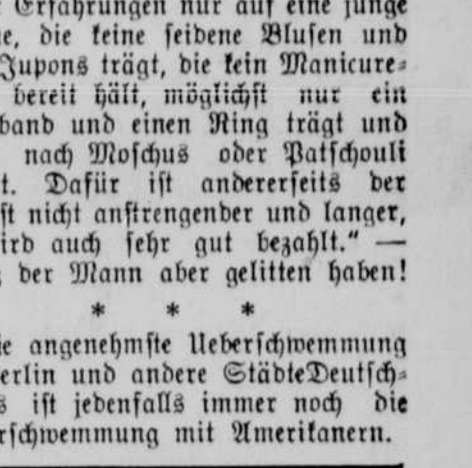 Erfahrungen nur auf eine junge
die keine seidene Blusen und
Jupons trägt, die kein Manicure-
bereit hält, möglichst nur ein
band und einen Ring trägt und
nach Moschus oder Patschouli
t. Dafür ist andererseits der
st nicht anstrengender und langer,
ird auch sehr gut bezahlt.“ —
der Mann aber gelitten haben!
* * *
ie angenehmste Ueberschwemmung
erlin und andere StädteDeutsch-
s ist jedenfalls immer noch die
rschwemmung mit Amerikanern.